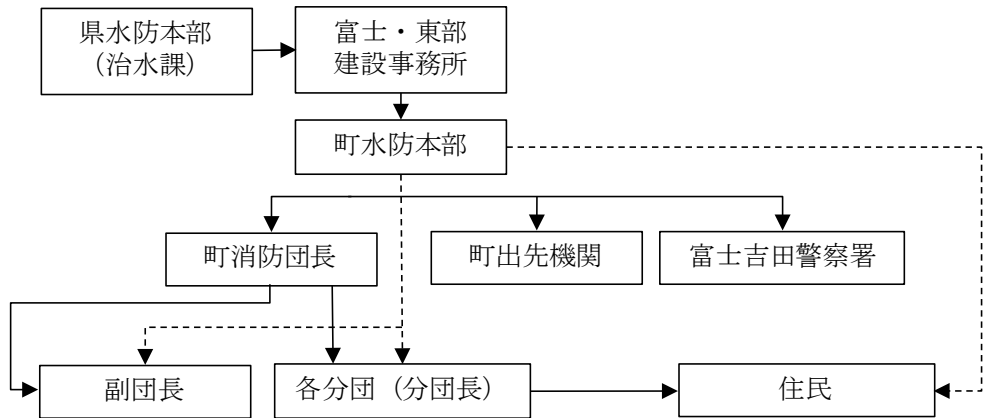 県水防本部
(治水課)
富士・東部
建設事務所
町水防本部
町消防団長
町出先機関
富士吉田警察署
副団長
各分団（分団長）
住民